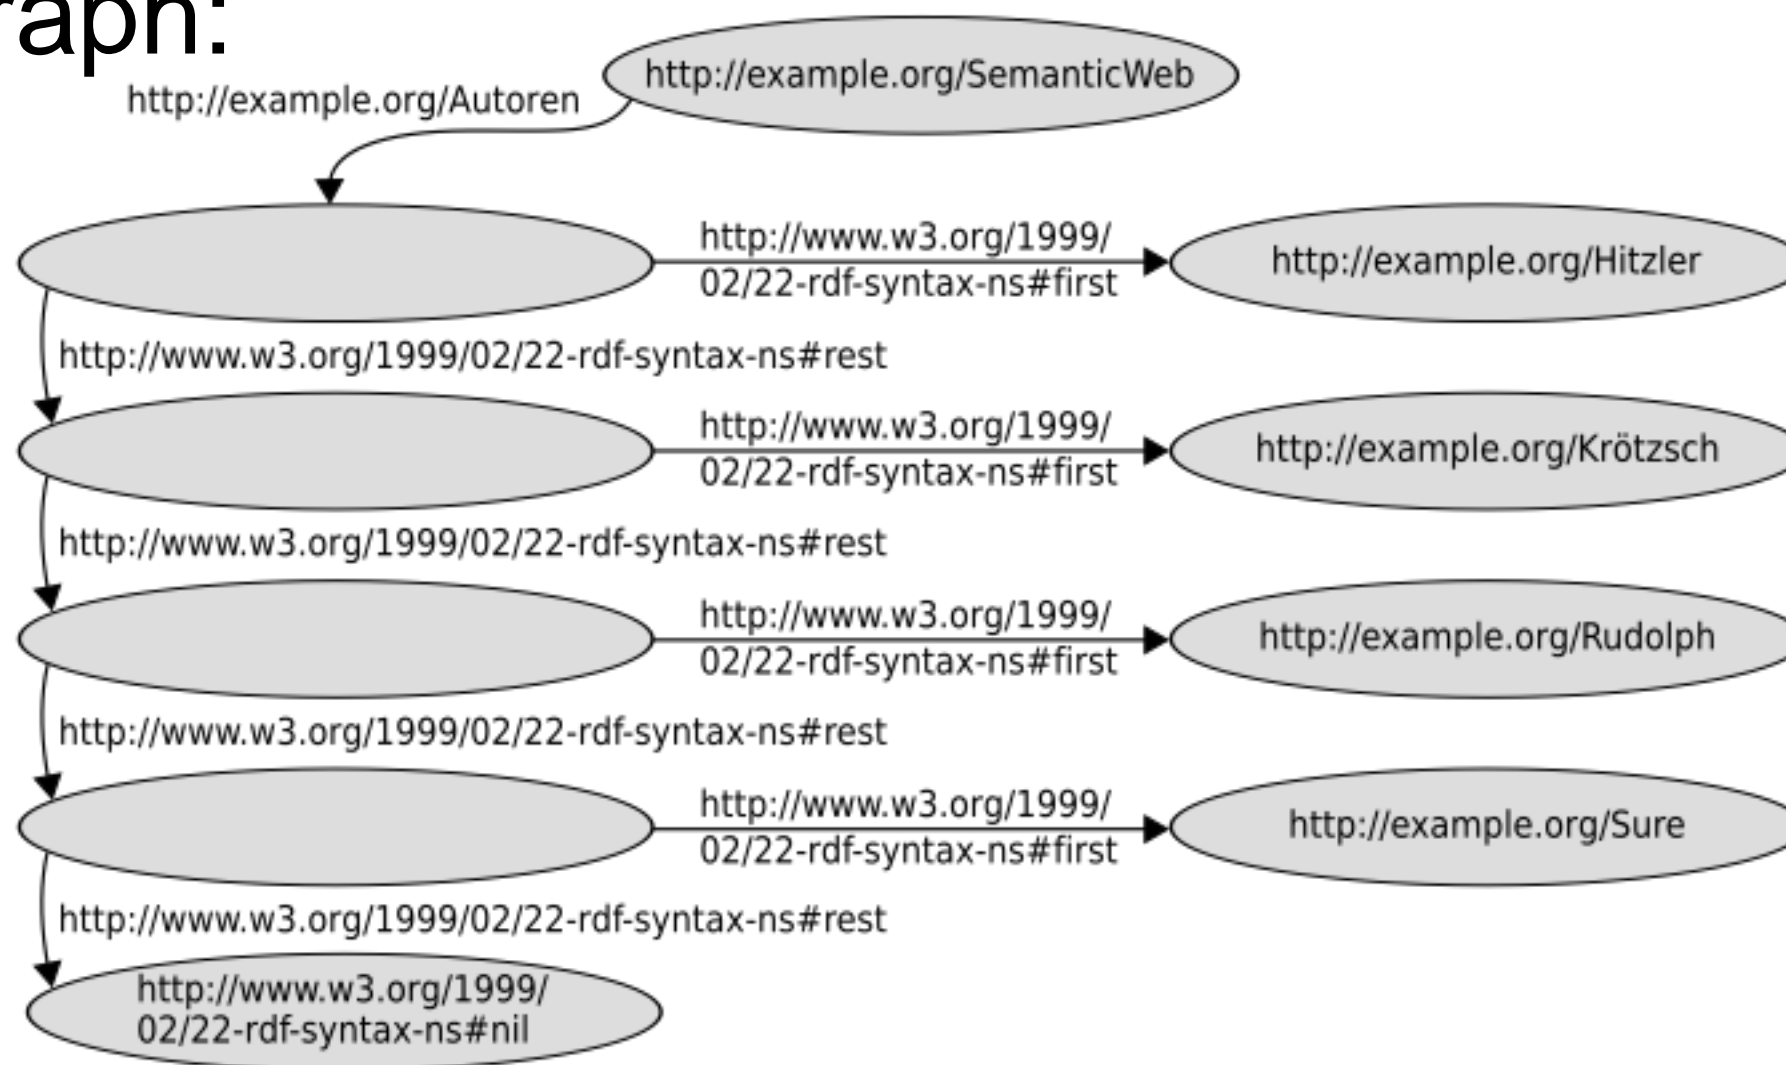 raph:
http://example.org/SemanticWeb
http://example.org/Autoren
http://www.w3.org/1999/
02/22-rdf-syntax-ns#first
http://example.org/Hitzler
http://www.w3.org/1999/02/22-rdf-syntax-ns#rest
http://www.w3.org/1999/
02/22-rdf-syntax-ns#first
http://example.org/Krötzsch
http://www.w3.org/1999/02/22-rdf-syntax-ns#rest
http://www.w3.org/1999/
02/22-rdf-syntax-ns#first
http://example.org/Rudolph
http://www.w3.org/1999/02/22-rdf-syntax-ns#rest
http://www.w3.org/1999/
02/22-rdf-syntax-ns#first
http://example.org/Sure
http://www.w3.org/1999/02/22-rdf-syntax-ns#rest
http://www.w3.org/1999/
02/22-rdf-syntax-ns#nil